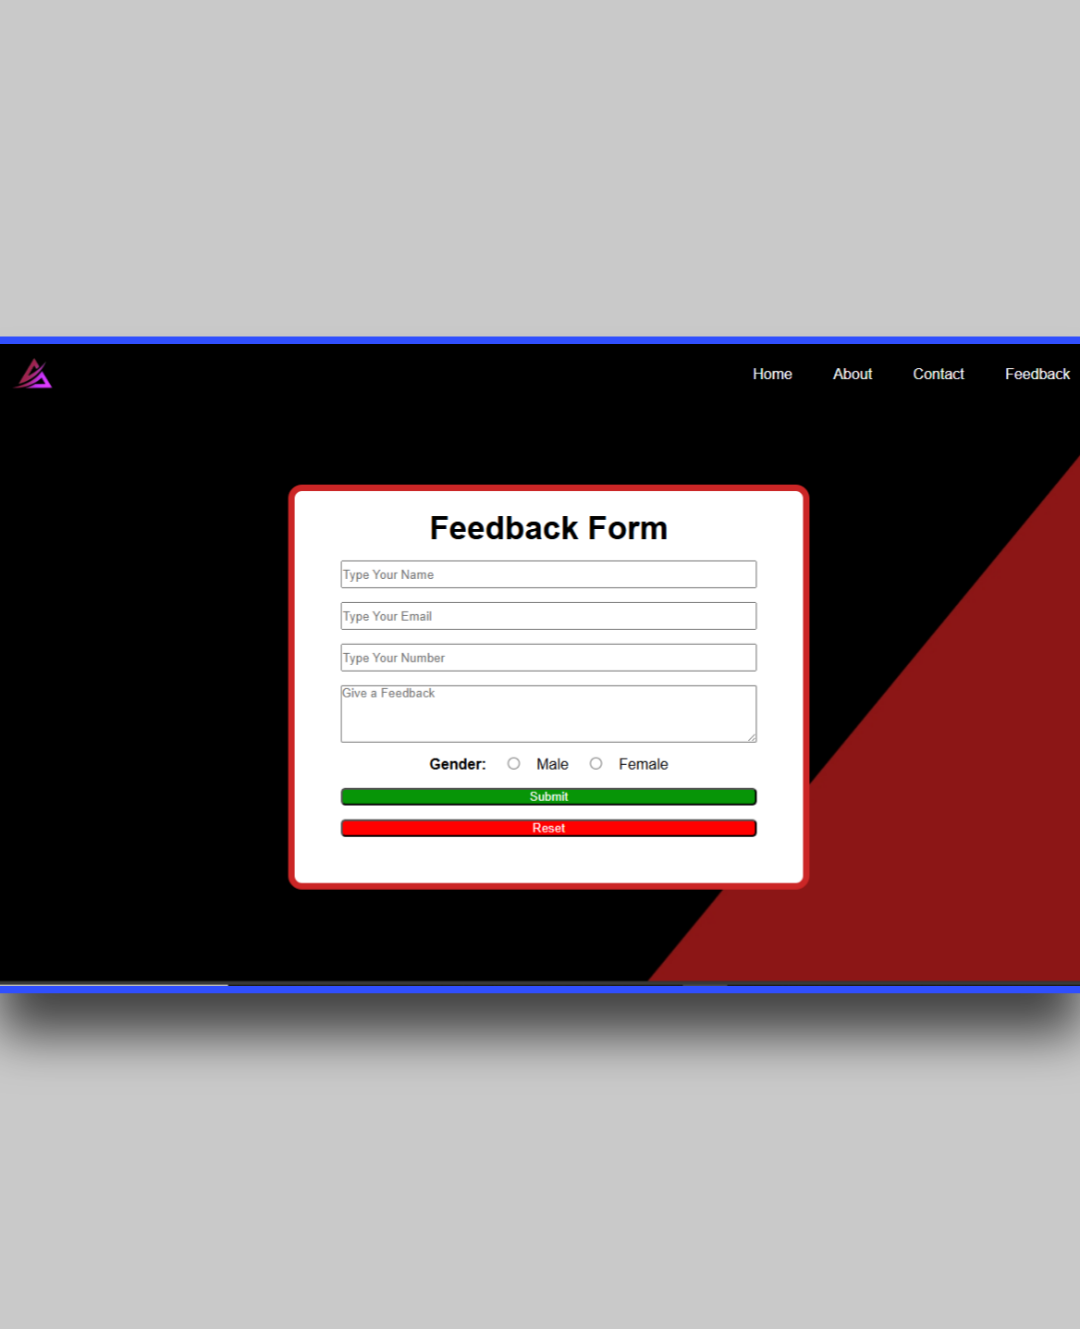 Home About Contact Feedback
Feedback Form
Type Your Name
Type Your Email
Type Your Number
Give a Feedback
Gender: Male Female
Submit
Reset